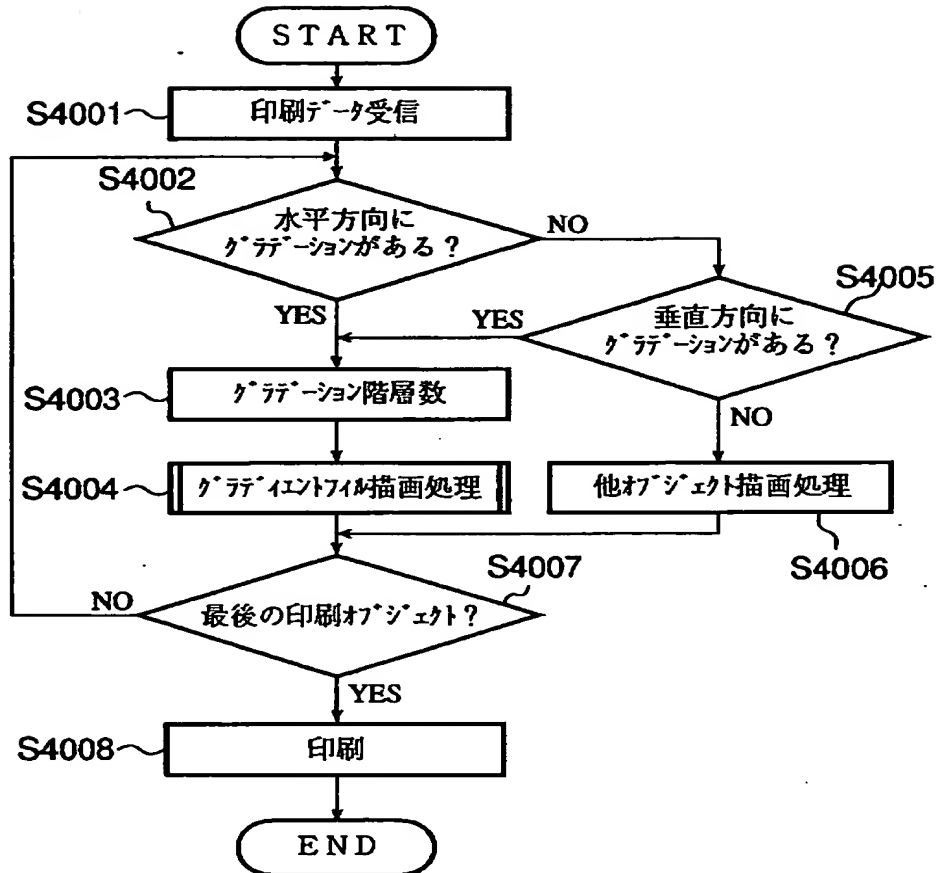 START
S4001
印刷データ受信
S4002
水平方向に
グラデーションがある？
NO
YES
S4005
垂直方向に
グラデーションがある？
YES
NO
S4003
グラデーション階層数
S4004
グラディエントフィル描画処理
他オブジェクト描画処理
S4006
S4007
最後の印刷オブジェクト？
NO
YES
S4008
印刷
END